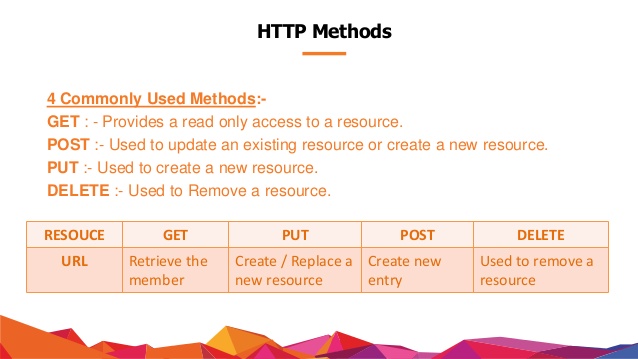 HTTP Methods
4 Commonly Used Methods:-
GET : - Provides a read only access to a resource.
POST :- Used to update an existing resource or create a new resource.
PUT :- Used to create a new resource.
DELETE :- Used to Remove a resource.
RESOUCE GET PUT POST DELETE
URL Retrieve the member Create / Replace a new resource Create new entry Used to remove a resource